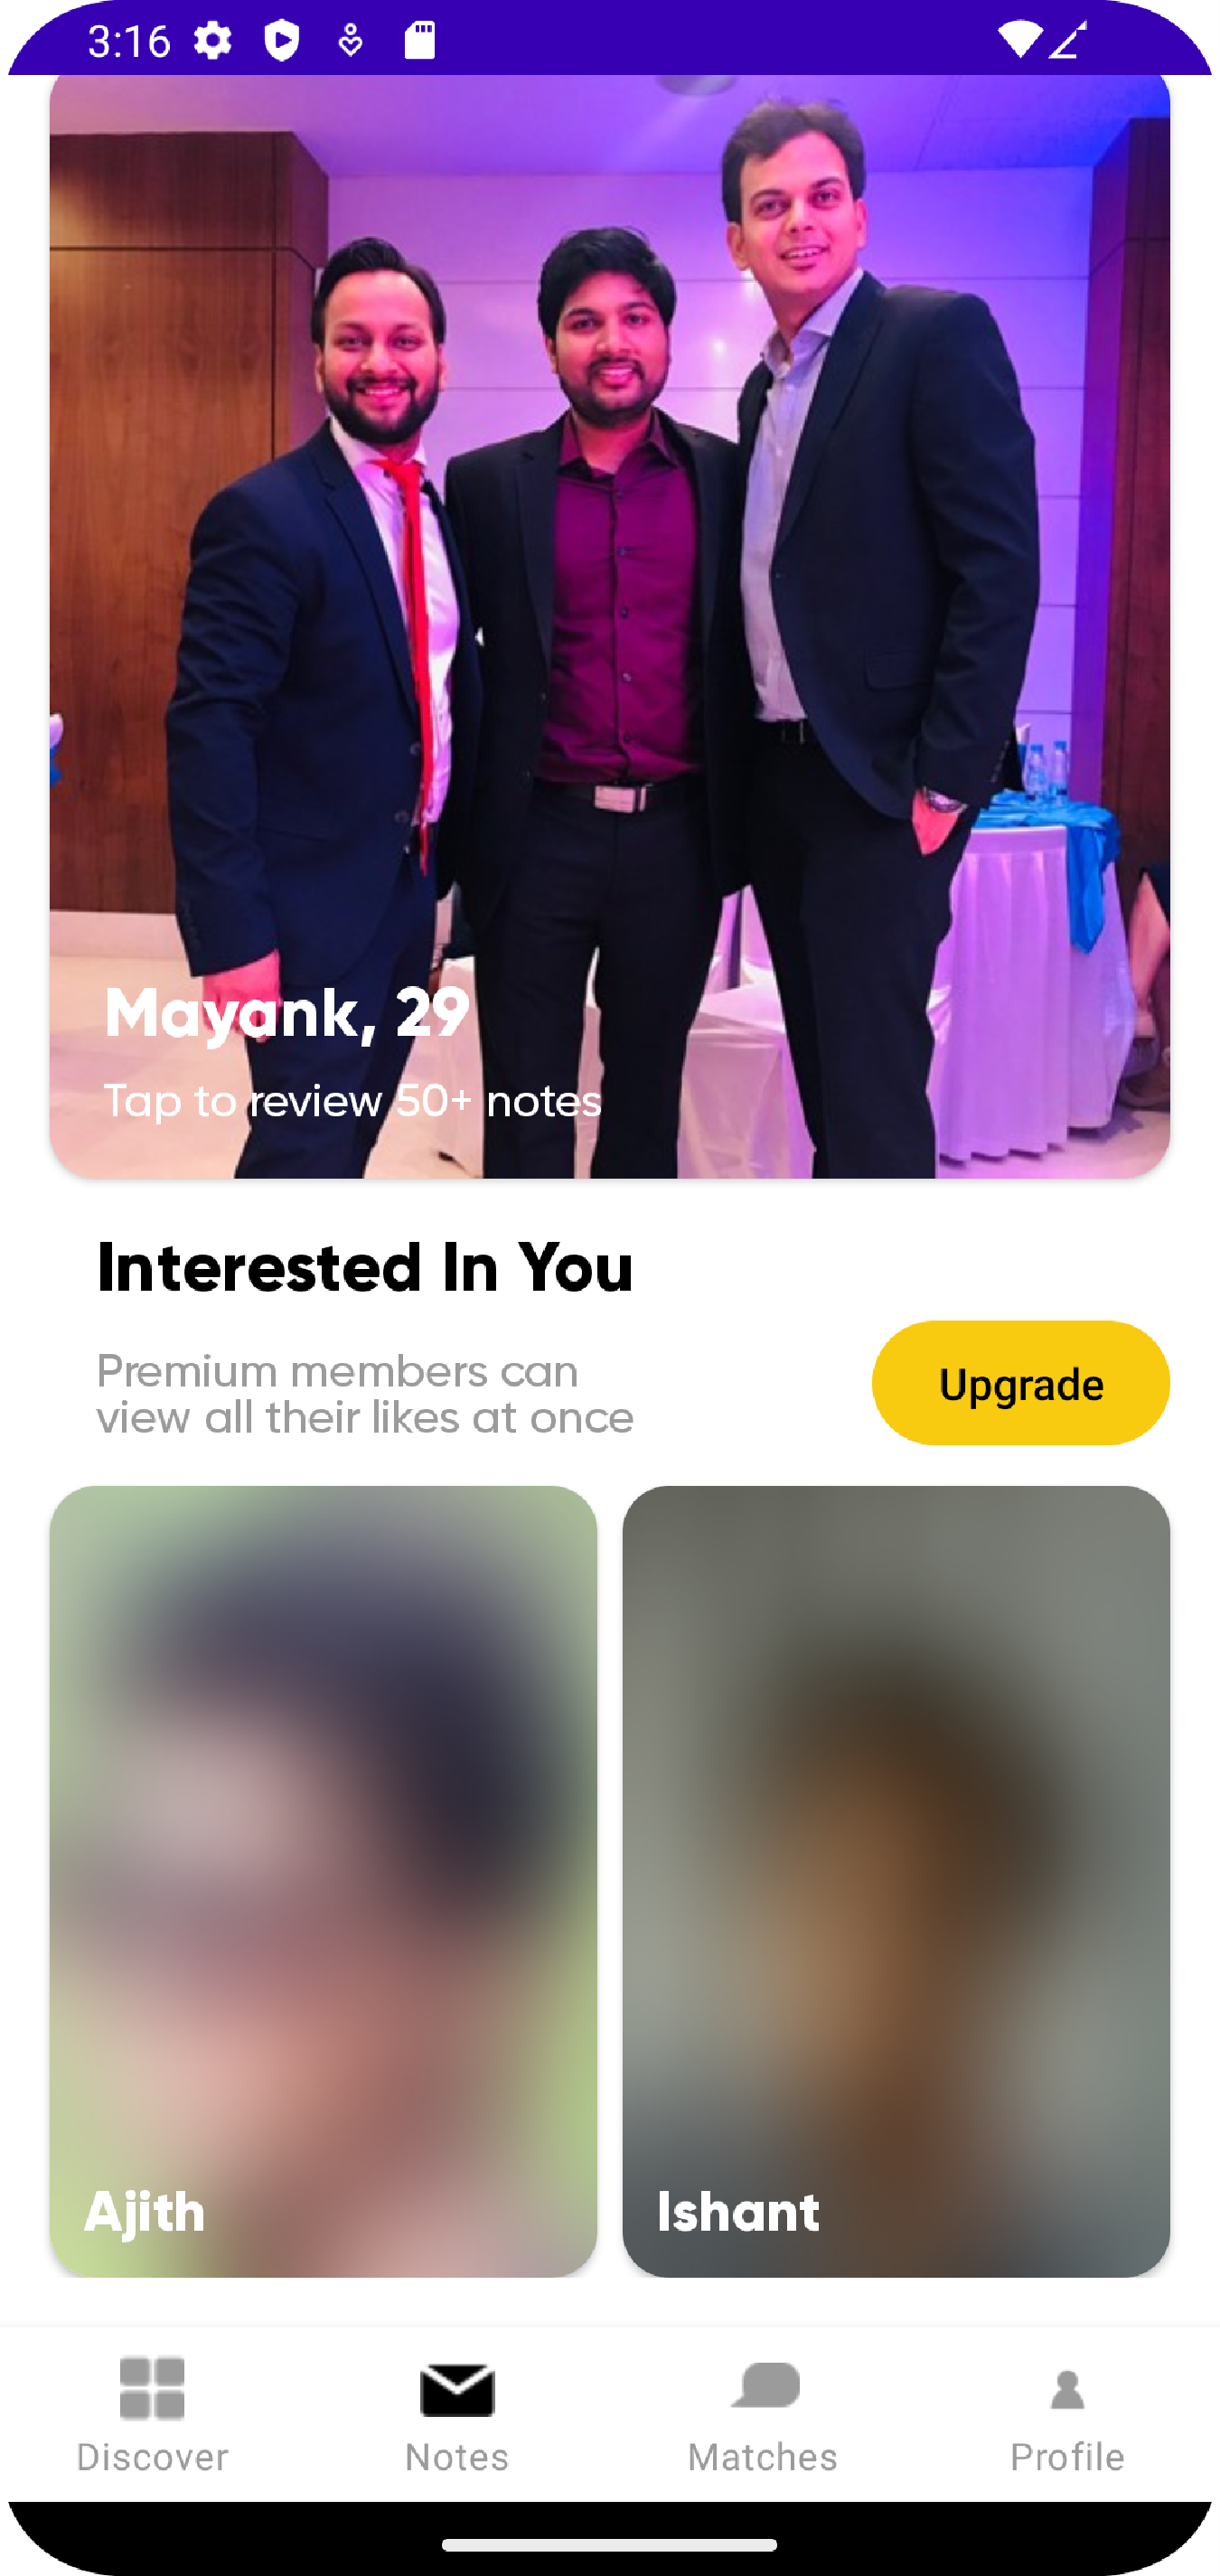 3:16
Mayank, 29
Tap to review 50+ notes
Interested In You
Premium members can
view all their likes at once
Upgrade
Ajith
Ishant
Discover
Notes
Matches
Profile